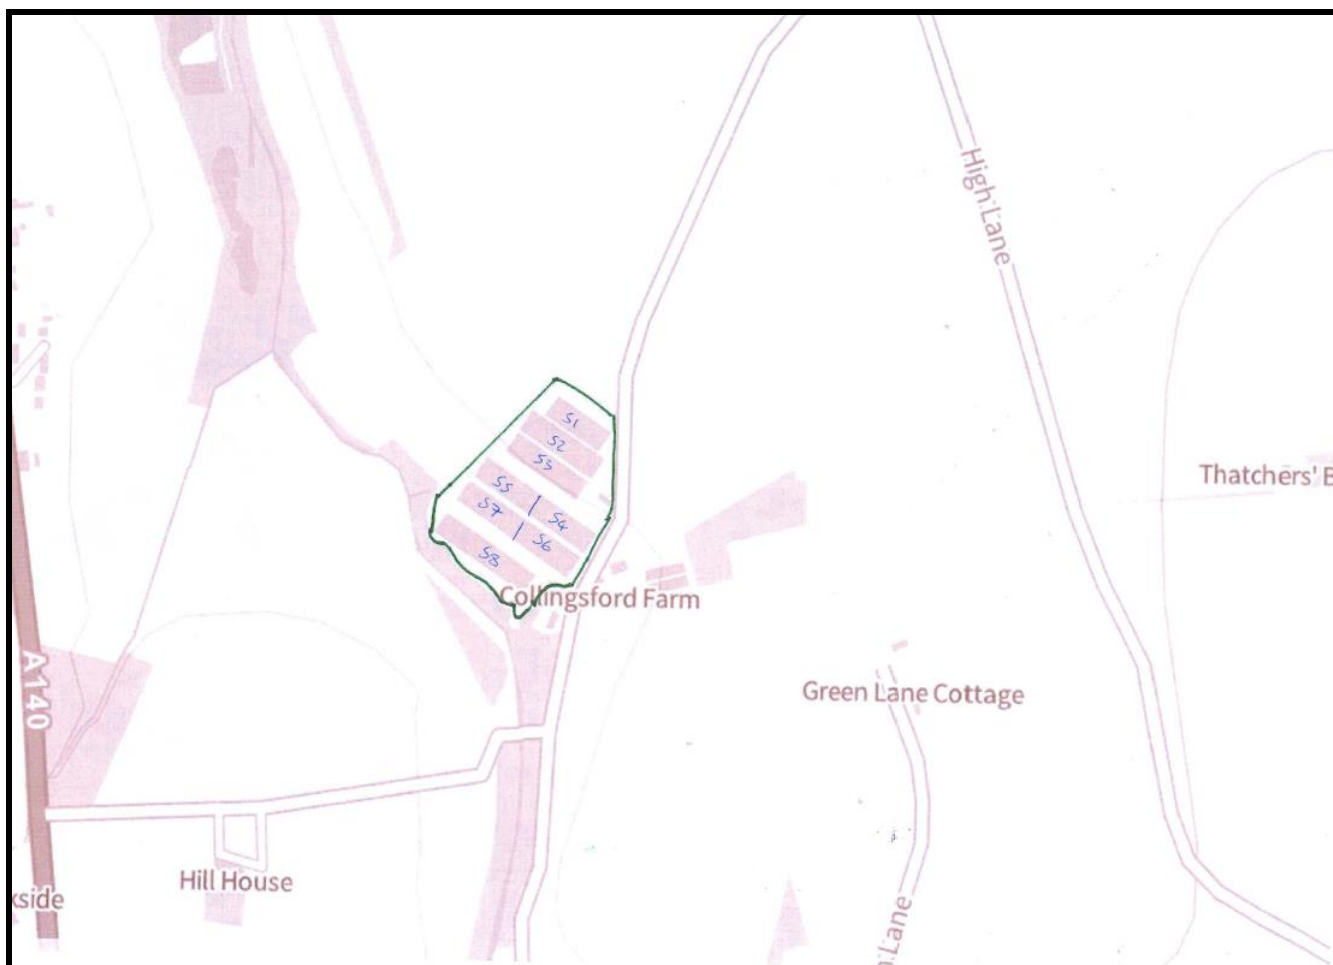 High Lane
S1
S2
S3
S5
S4
S7
S6
S8
Thatchers' B
Collingsford Farm
A140
Green Lane Cottage
Hill House
kside
Lane